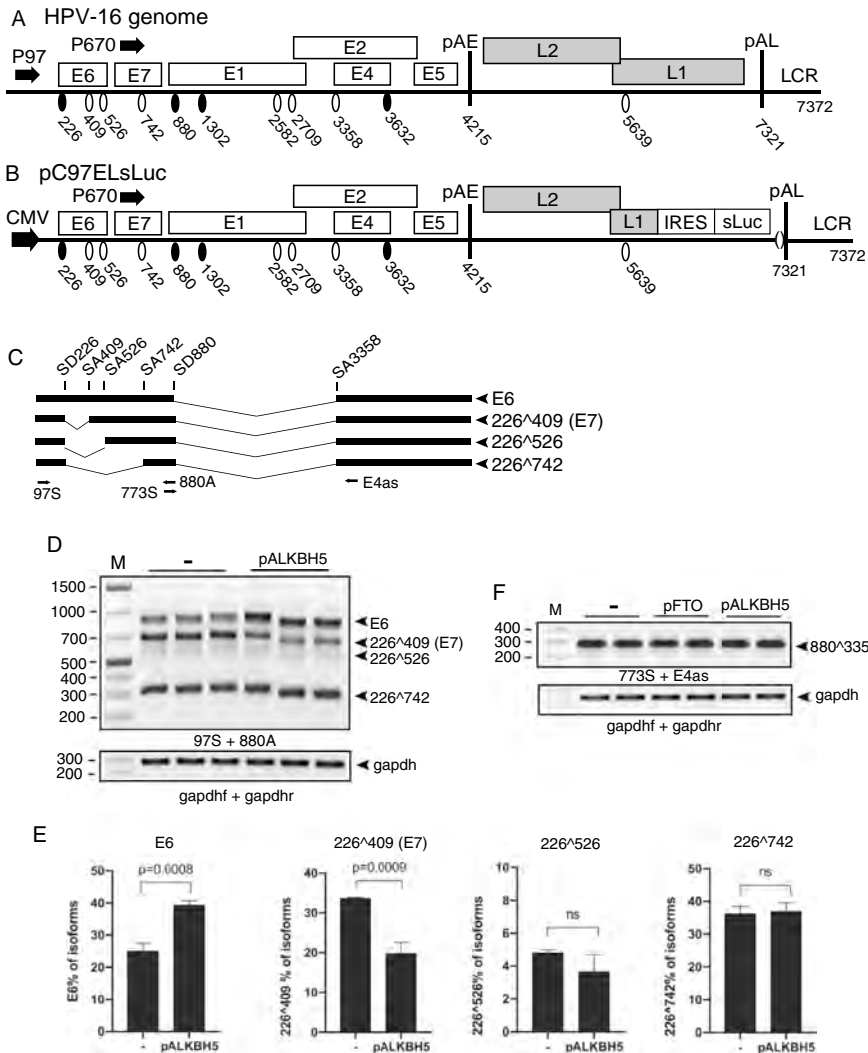 A HPV-16 genome
P97 P670 E6 E7 E1 E2 E4 E5 pAE L2 L1 pAL LCR
226 409 526 742 880 1302 2582 2709 3358 3632 4215 5639 7321 7372
B pC97ELsLuc
CMV P670 E6 E7 E1 E2 E4 E5 pAE L2 L1 IRES sLuc pAL LCR
()
226 409 526 742 880 1302 2582 2709 3358 3632 4215 5639 7321 7372
C
SD226 SA409 SA526 SA742 SD880 SA3358
E6
226^409 (E7)
226^526
226^742
97S 773S 880A E4as
D
M - pALKBH5
1500
1000
700
500
400
300
200
E6
226^409 (E7)
226^526
226^742
97S + 880A
300
200
gapdh
gapdhf + gapdhr
F
M - pFTO pALKBH5
400
300
200
880^335
773S + E4as
gapdh
gapdhf + gapdhr
E
E6
p=0.0008
E6% of isoforms
50
40
30
20
10
0
- pALKBH5
226^409 (E7)
p=0.0009
226^409 % of isoforms
40
30
20
10
0
- pALKBH5
226^526
ns
226^526% of isoforms
8
6
4
2
0
- pALKBH5
226^742
ns
226^742% of isoforms
50
40
30
20
10
0
- pALKBH5